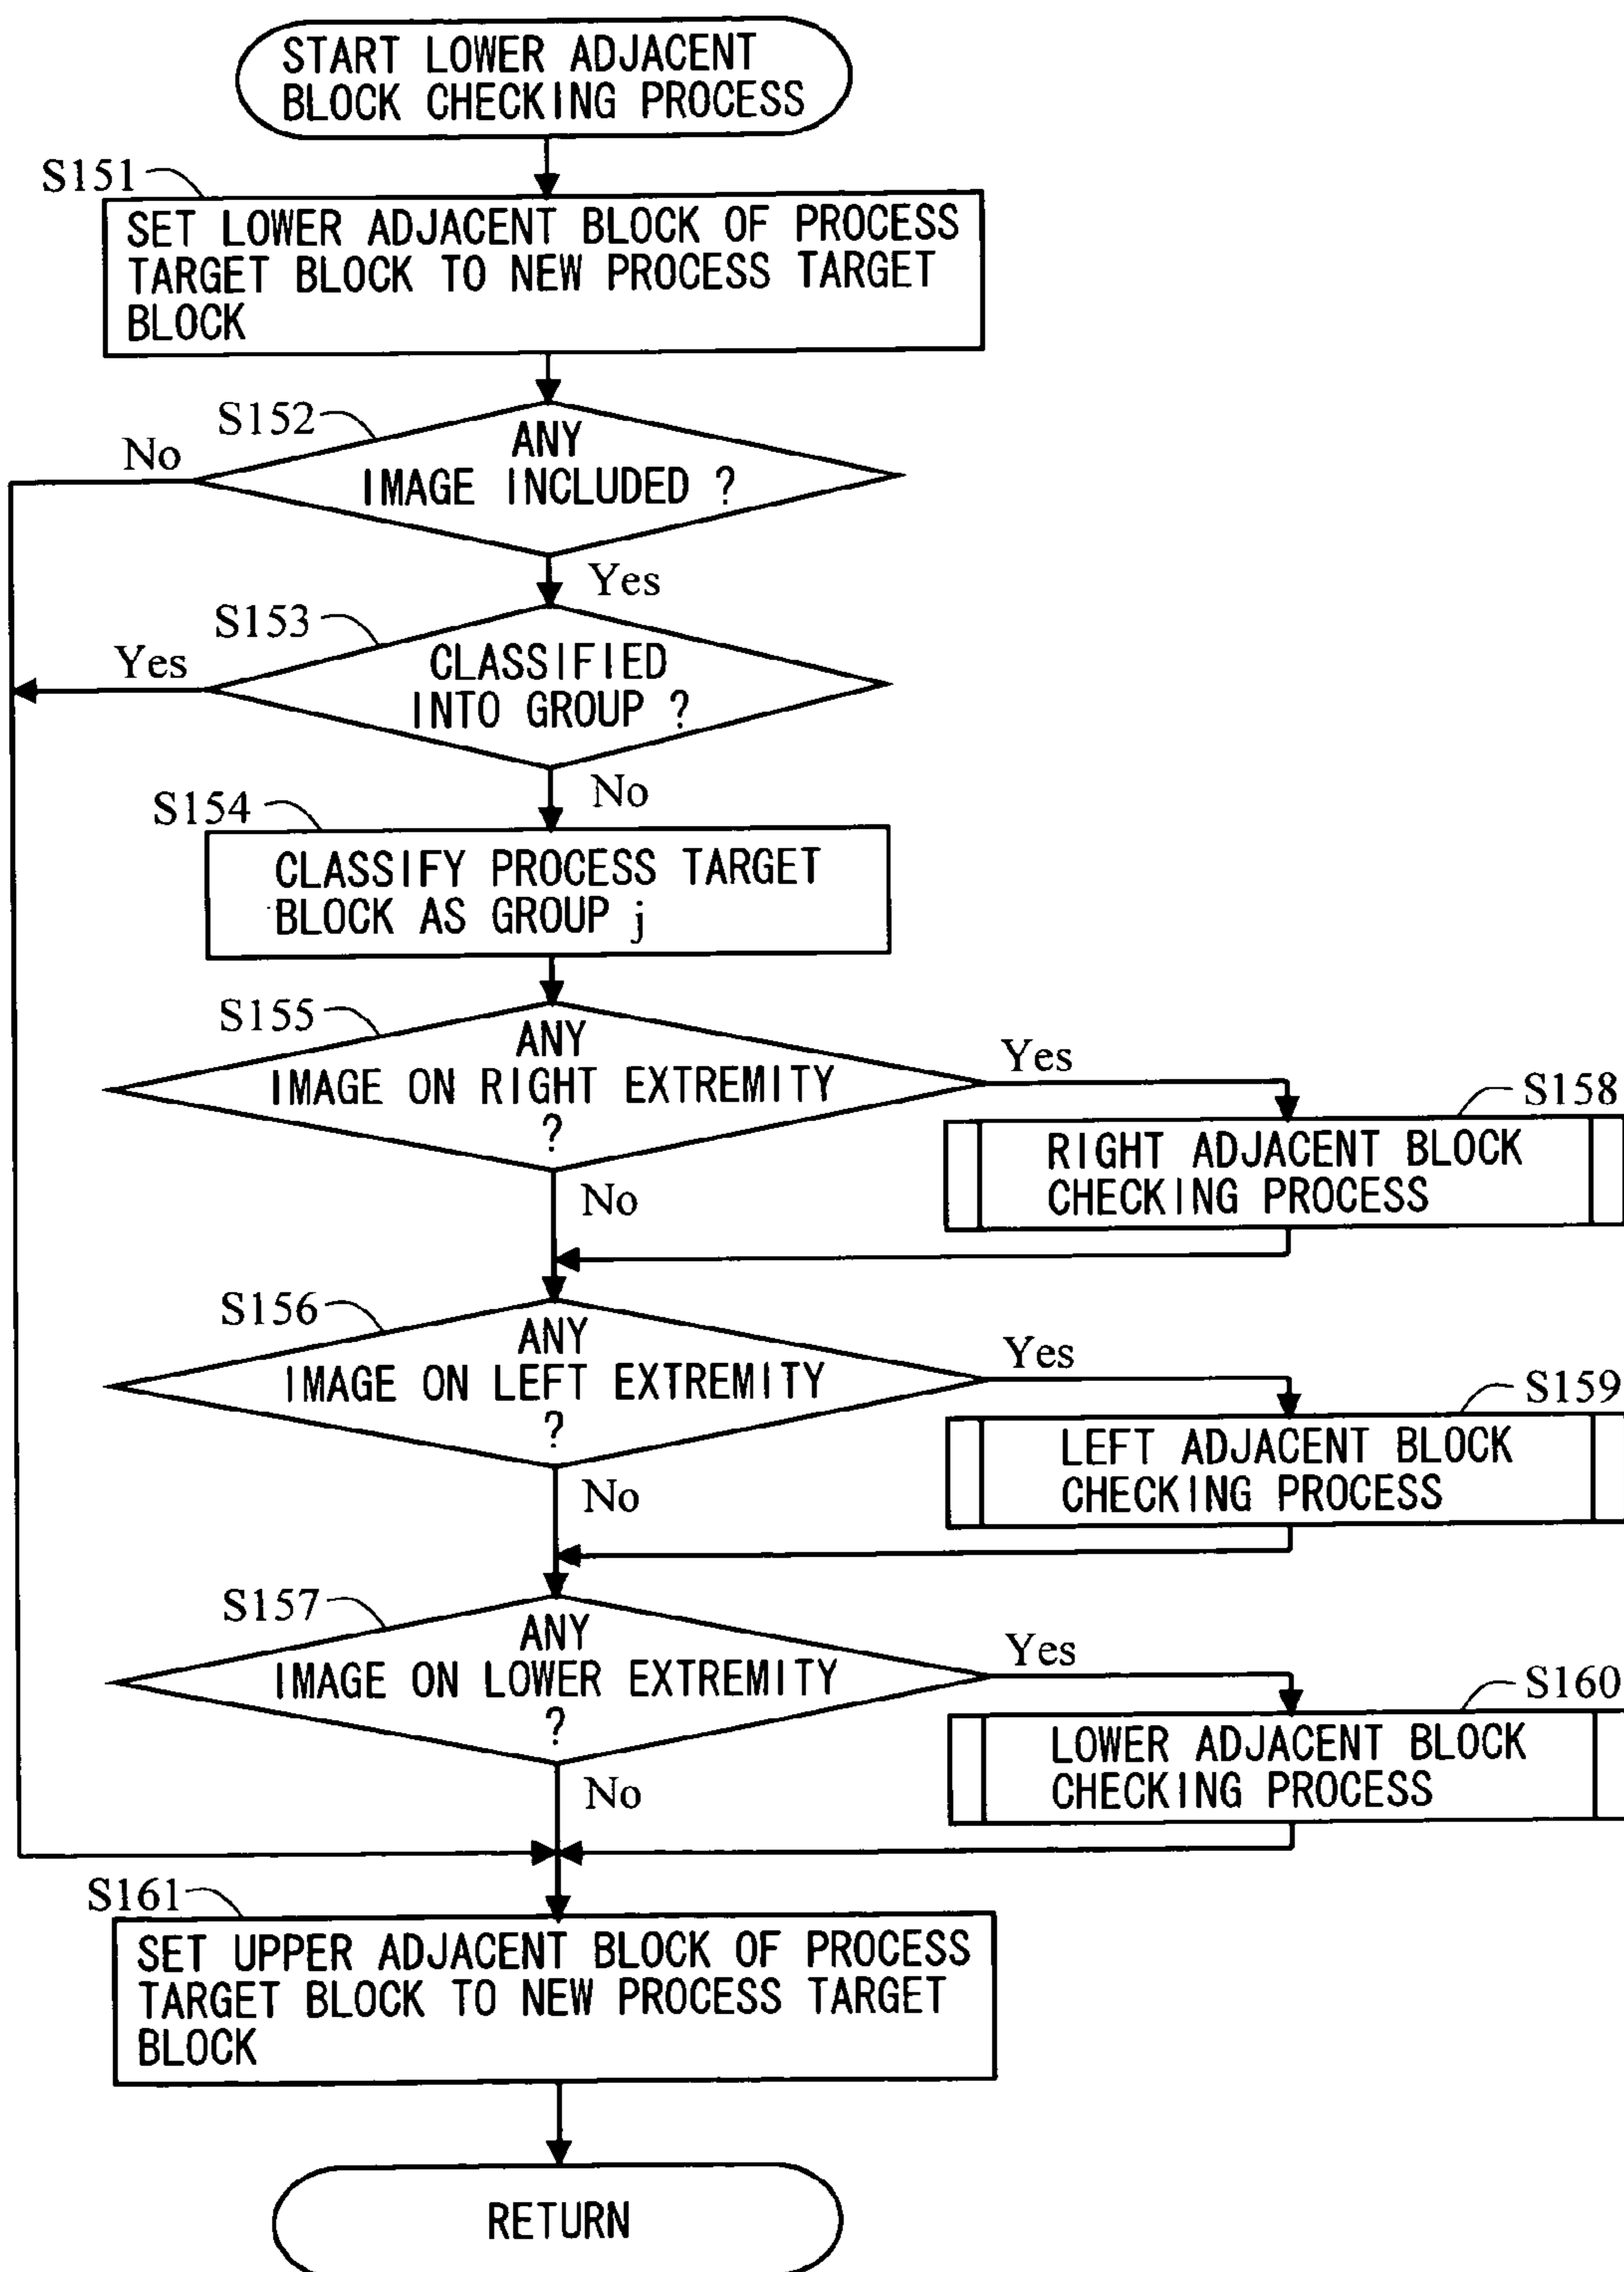 START LOWER ADJACENT
BLOCK CHECKING PROCESS
S151
SET LOWER ADJACENT BLOCK OF PROCESS
TARGET BLOCK TO NEW PROCESS TARGET
BLOCK
S152
No
ANY
IMAGE INCLUDED ?
Yes
S153
Yes
CLASSIFIED
INTO GROUP ?
No
S154
CLASSIFY PROCESS TARGET
BLOCK AS GROUP j
S155
ANY
IMAGE ON RIGHT EXTREMITY
?
Yes
S158
RIGHT ADJACENT BLOCK
CHECKING PROCESS
No
S156
ANY
IMAGE ON LEFT EXTREMITY
?
Yes
S159
LEFT ADJACENT BLOCK
CHECKING PROCESS
No
S157
ANY
IMAGE ON LOWER EXTREMITY
?
Yes
S160
LOWER ADJACENT BLOCK
CHECKING PROCESS
No
S161
SET UPPER ADJACENT BLOCK OF PROCESS
TARGET BLOCK TO NEW PROCESS TARGET
BLOCK
RETURN